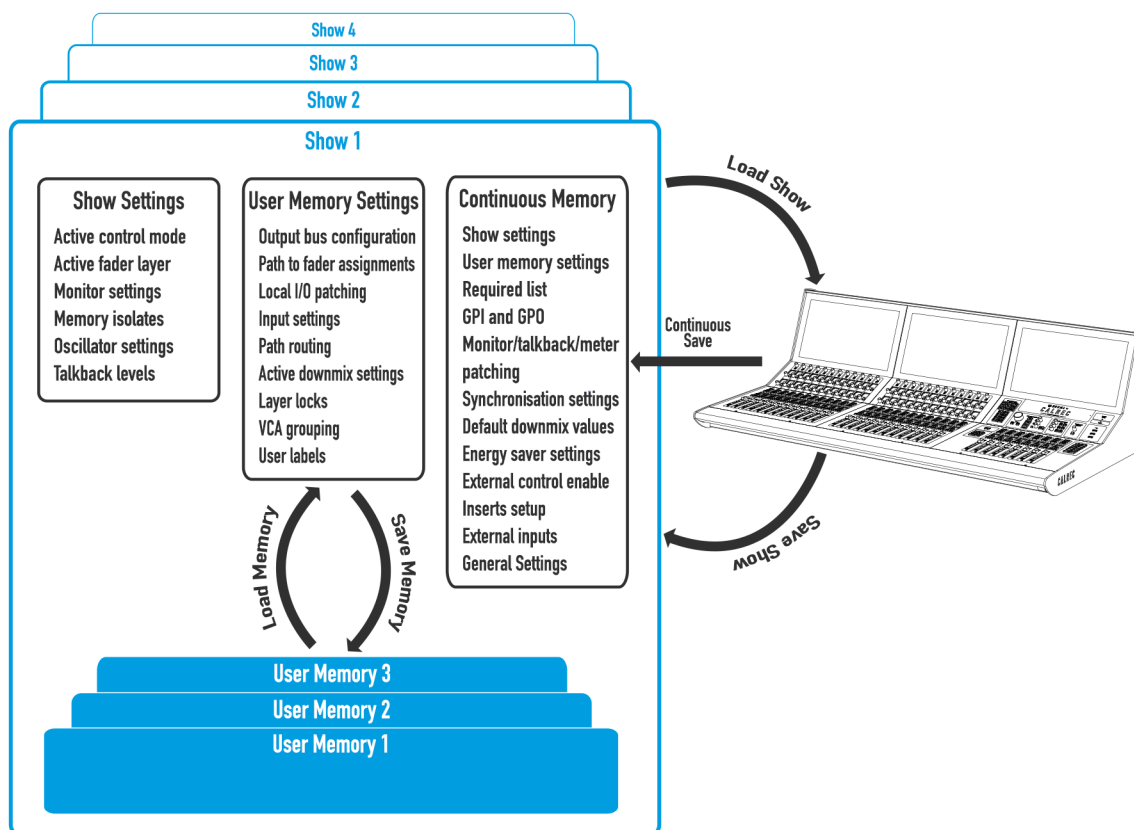 Show 4
Show 3
Show 2
Show 1
Show Settings
Active control mode
Active fader layer
Monitor settings
Memory isolates
Oscillator settings
Talkback levels
User Memory Settings
Output bus configuration
Path to fader assignments
Local I/O patching
Input settings
Path routing
Active downmix settings
Layer locks
VCA grouping
User labels
Continuous Memory
Show settings
User memory settings
Required list
GPI and GPO
Monitor/talkback/meter
patching
Synchronisation settings
Default downmix values
Energy saver settings
External control enable
Inserts setup
External inputs
General Settings
Load Show
Continuous
Save
CALREC
CALREC
Save Show
Load Memory
Save Memory
User Memory 3
User Memory 2
User Memory 1